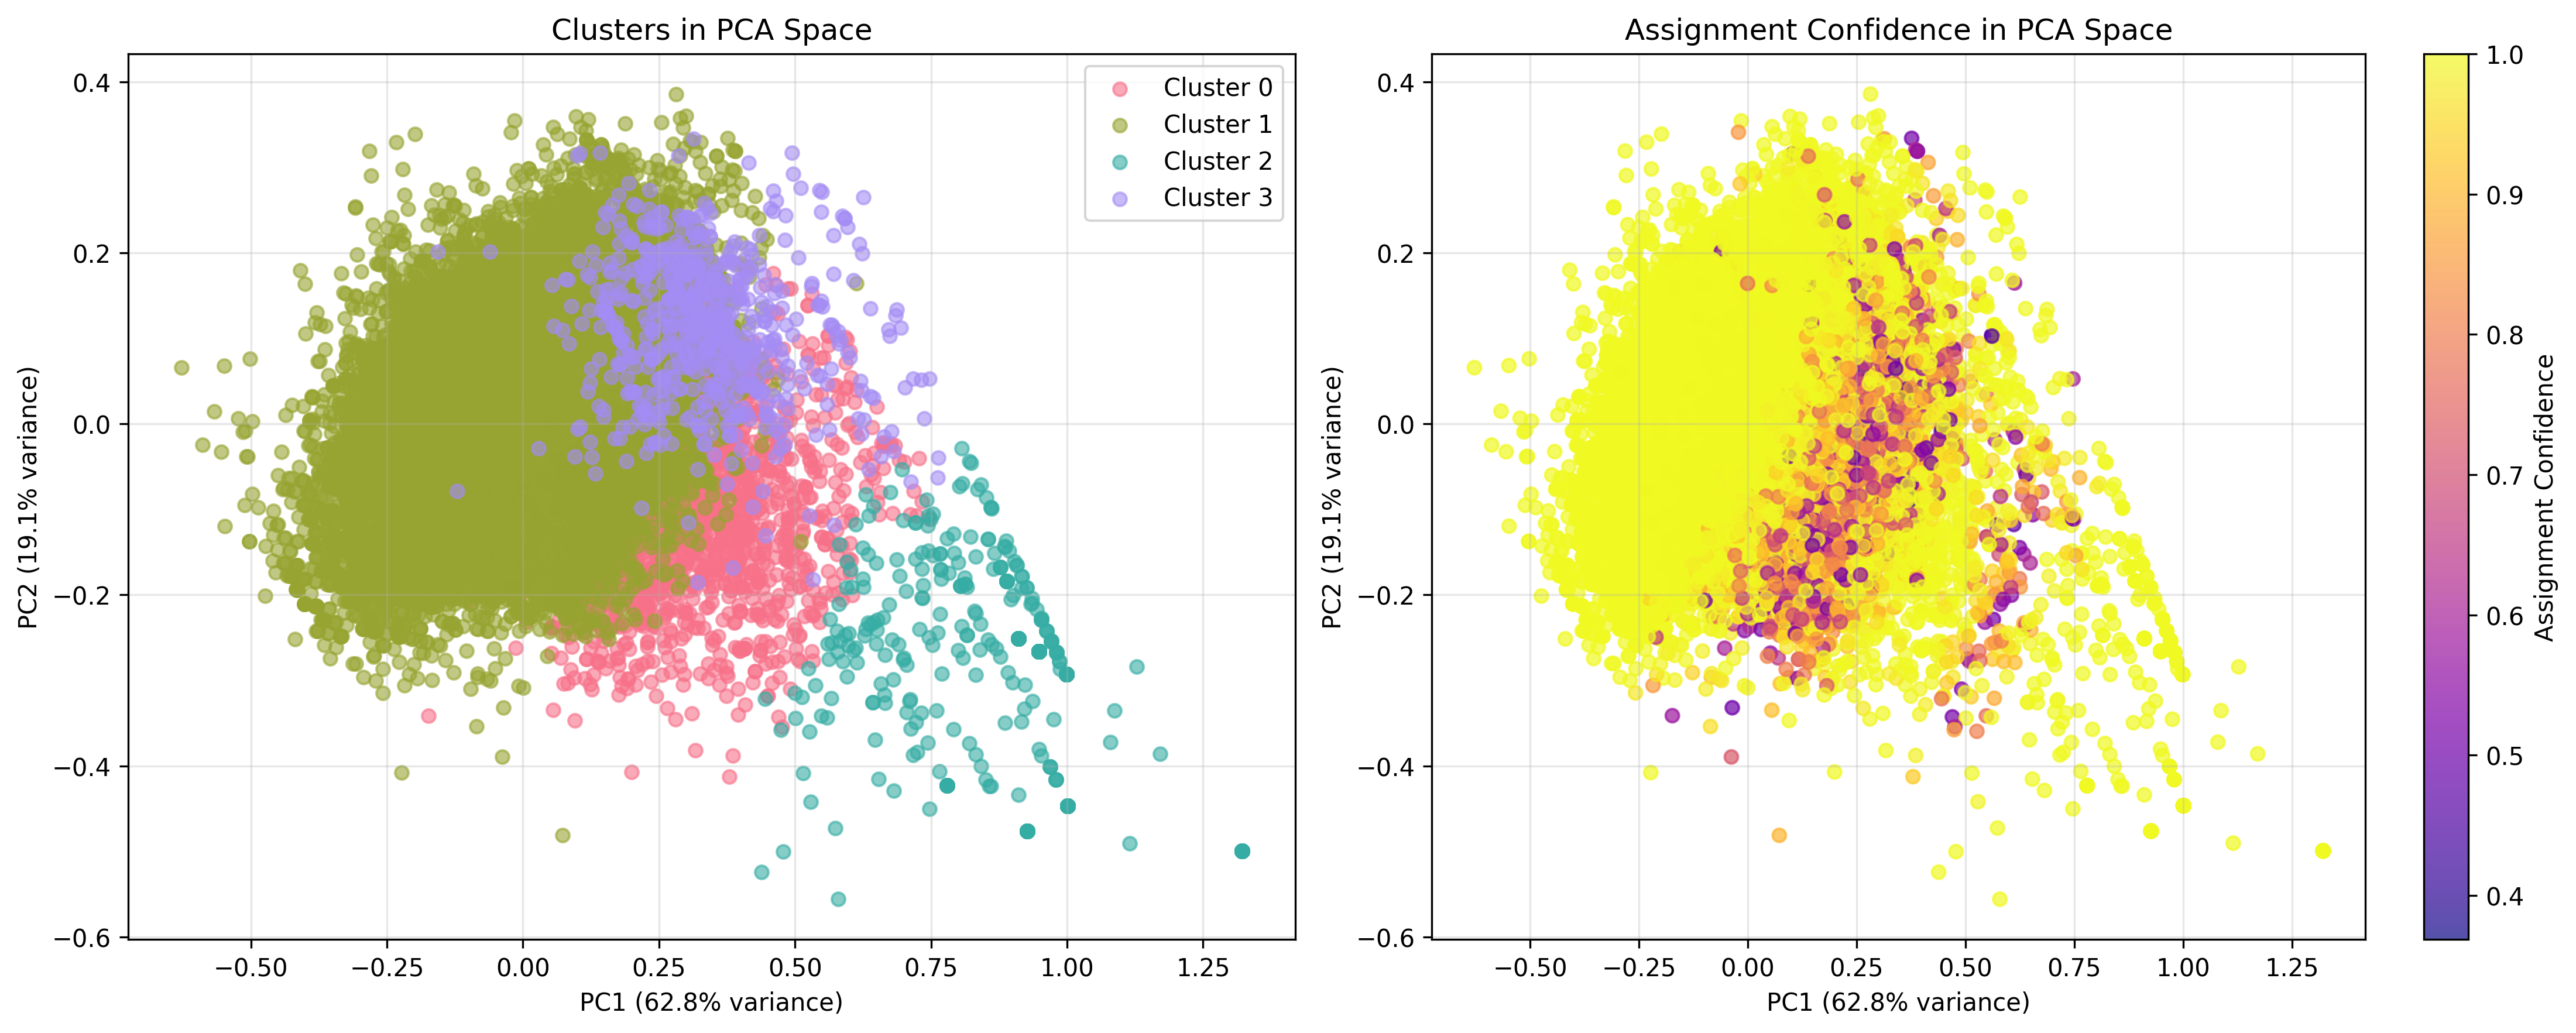 Clusters in PCA Space
Cluster 0
Cluster 1
Cluster 2
Cluster 3
0.4
0.2
0.0
−0.2
−0.4
−0.6
PC2 (19.1% variance)
−0.50 −0.25 0.00 0.25 0.50 0.75 1.00 1.25
PC1 (62.8% variance)
Assignment Confidence in PCA Space
0.4
0.2
0.0
−0.2
−0.4
−0.6
PC2 (19.1% variance)
−0.50 −0.25 0.00 0.25 0.50 0.75 1.00 1.25
PC1 (62.8% variance)
1.0
0.9
0.8
0.7
0.6
0.5
0.4
Assignment Confidence